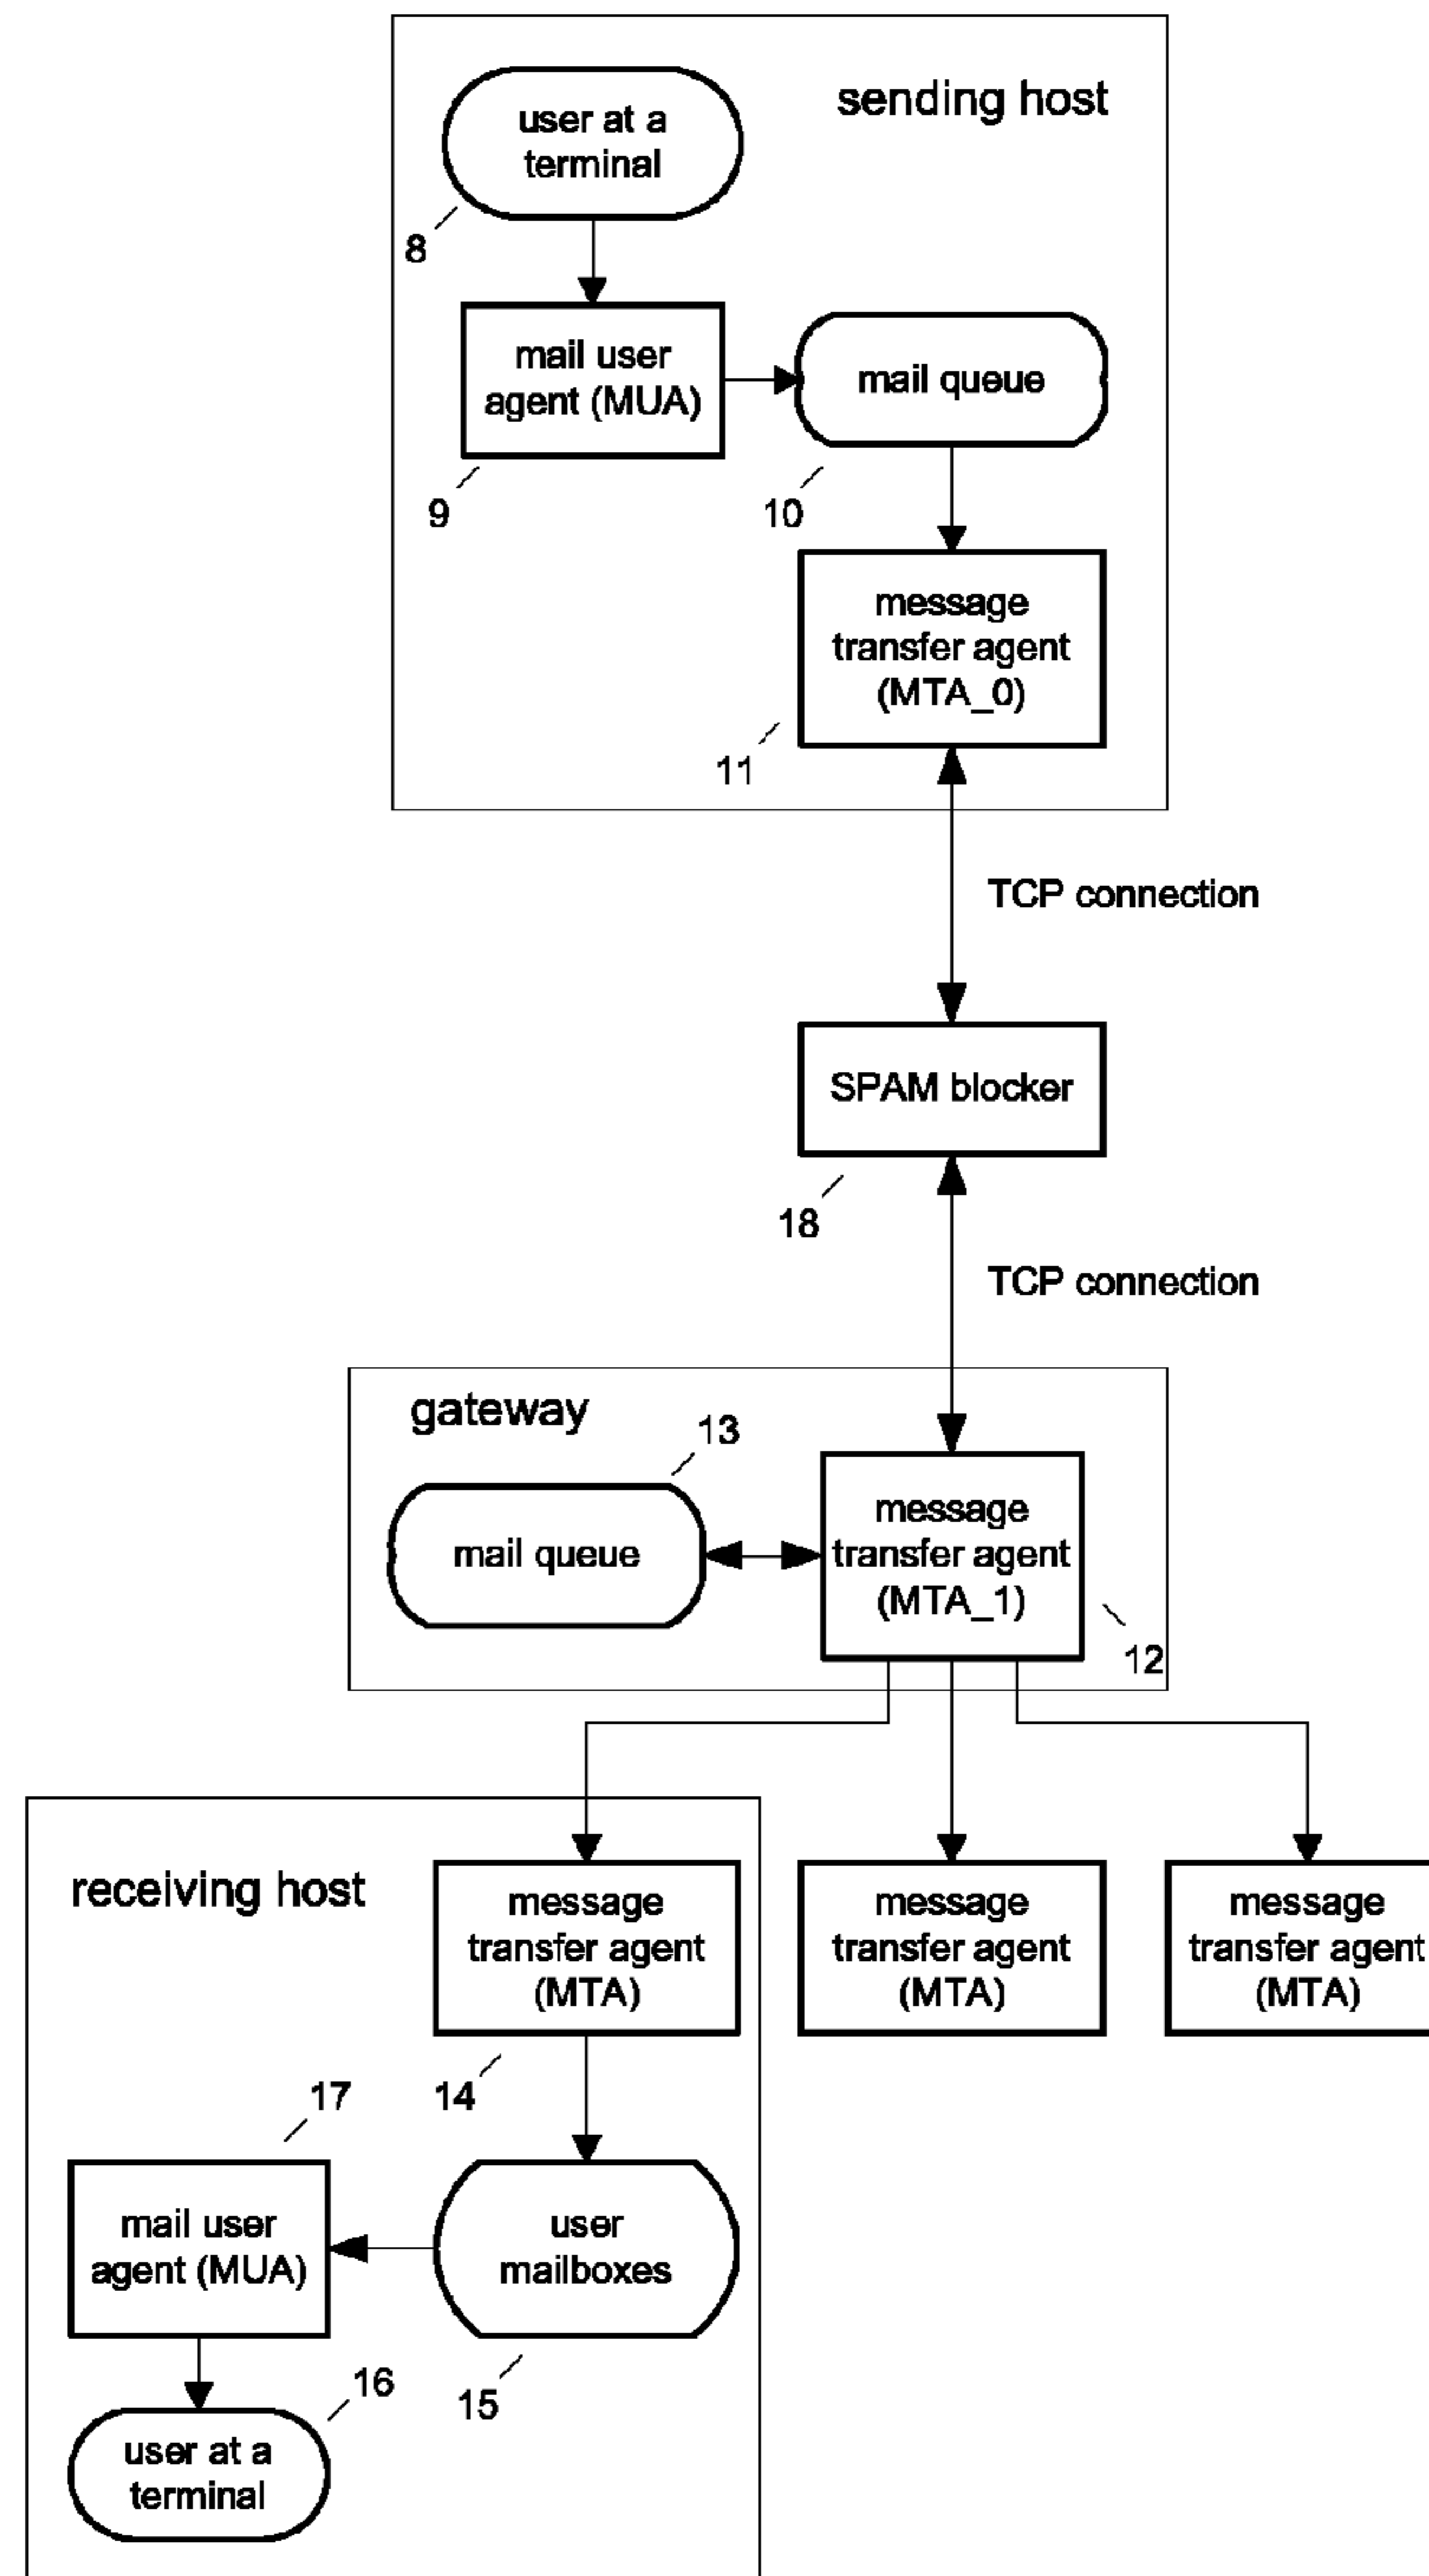 sending host
user at a
terminal
8
mail user
agent (MUA)
9
mail queue
10
message
transfer agent
(MTA_0)
11
TCP connection
SPAM blocker
18
TCP connection
gateway
13
mail queue
message
transfer agent
(MTA_1)
12
receiving host
message
transfer agent
(MTA)
14
message
transfer agent
(MTA)
message
transfer agent
(MTA)
17
mail user
agent (MUA)
user
mailboxes
15
16
user at a
terminal